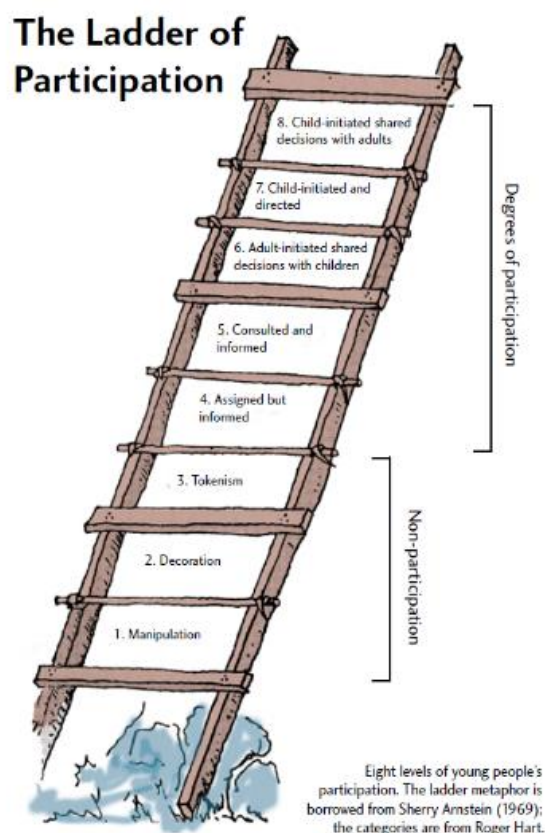 The Ladder of
Participation
8. Child-initiated shared
decisions with adults
7. Child-initiated and
directed
6. Adult-initiated shared
decisions with children
5. Consulted and
informed
4. Assigned but
informed
3. Tokenism
2. Decoration
1. Manipulation
Degrees of participation
Non-participation
Eight levels of young people's
participation. The ladder metaphor is
borrowed from Sherry Arnstein (1969);
the categories are from Roger Hart.